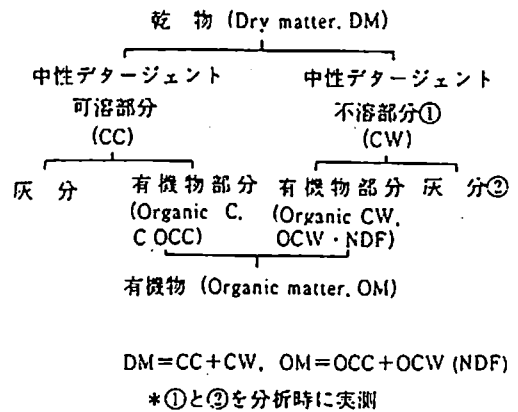 乾 物 (Dry matter. DM)
中性デタージェント 中性デタージェント
可溶部分 不溶部分①
(CC) (CW)
灰 分 有機物部分 有機物部分 灰 分②
(Organic C, (Organic CW,
C OCC) OCW・NDF)
有機物 (Organic matter. OM)
DM=CC+CW, OM=OCC+OCW (NDF)
*①と②を分析時に実測